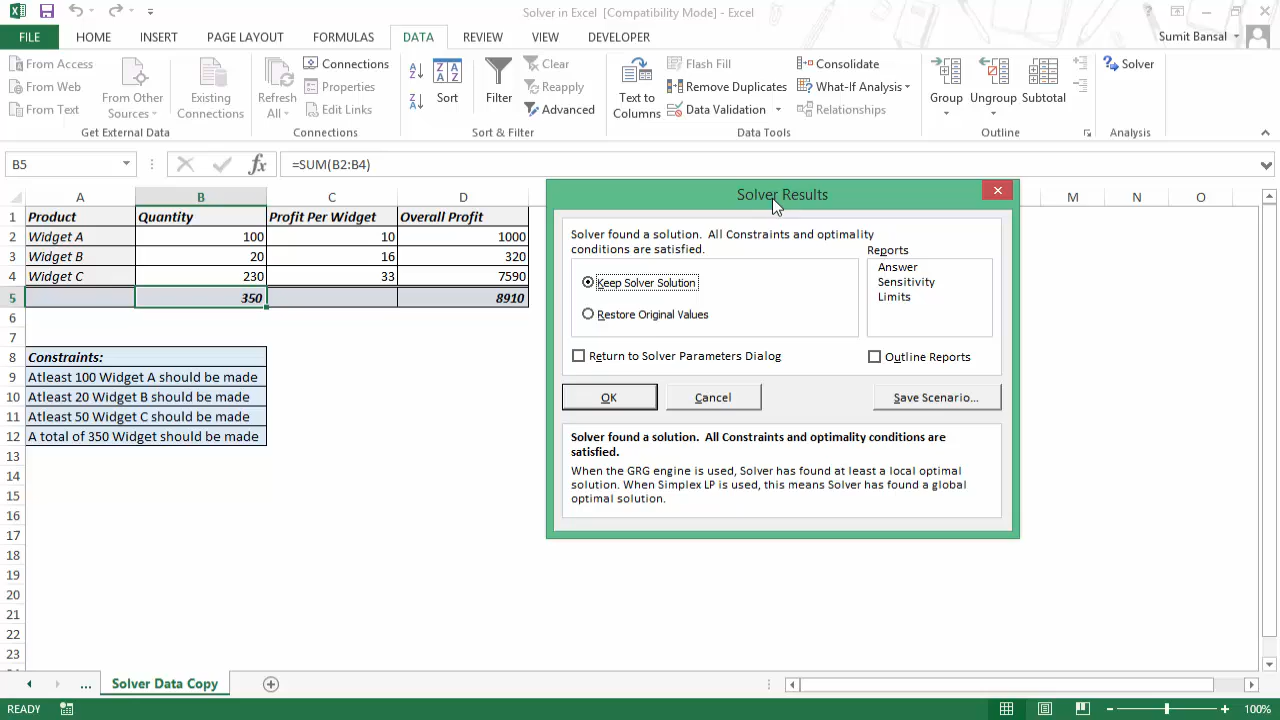 Solver in Excel [Compatibility Mode] - Excel
FILE HOME INSERT PAGE LAYOUT FORMULAS DATA REVIEW VIEW DEVELOPER Sumit Bansal
From Access
From Web
From Text
From Other
Sources
Existing
Connections
Get External Data
Refresh
All
Connections
Properties
Edit Links
Connections
Sort
Filter
Clear
Reapply
Advanced
Sort & Filter
Text to
Columns
Flash Fill
Remove Duplicates
Data Validation
Consolidate
What-If Analysis
Relationships
Data Tools
Group
Ungroup
Subtotal
Outline
Solver
Analysis
B5 fx =SUM(B2:B4)
A B C D M N O
1 Product Quantity Profit Per Widget Overall Profit
2 Widget A 100 10 1000
3 Widget B 20 16 320
4 Widget C 230 33 7590
5 350 8910
6
7
8 Constraints:
9 Atleast 100 Widget A should be made
10 Atleast 20 Widget B should be made
11 Atleast 50 Widget C should be made
12 A total of 350 Widget should be made
13
14
15
16
17
18
19
20
21
22
23
Solver Results
Solver found a solution. All Constraints and optimality
conditions are satisfied.
Keep Solver Solution
Restore Original Values
Reports
Answer
Sensitivity
Limits
Return to Solver Parameters Dialog
Outline Reports
OK Cancel Save Scenario...
Solver found a solution. All Constraints and optimality conditions are
satisfied.
When the GRG engine is used, Solver has found at least a local optimal
solution. When Simplex LP is used, this means Solver has found a global
optimal solution.
... Solver Data Copy
READY 100%